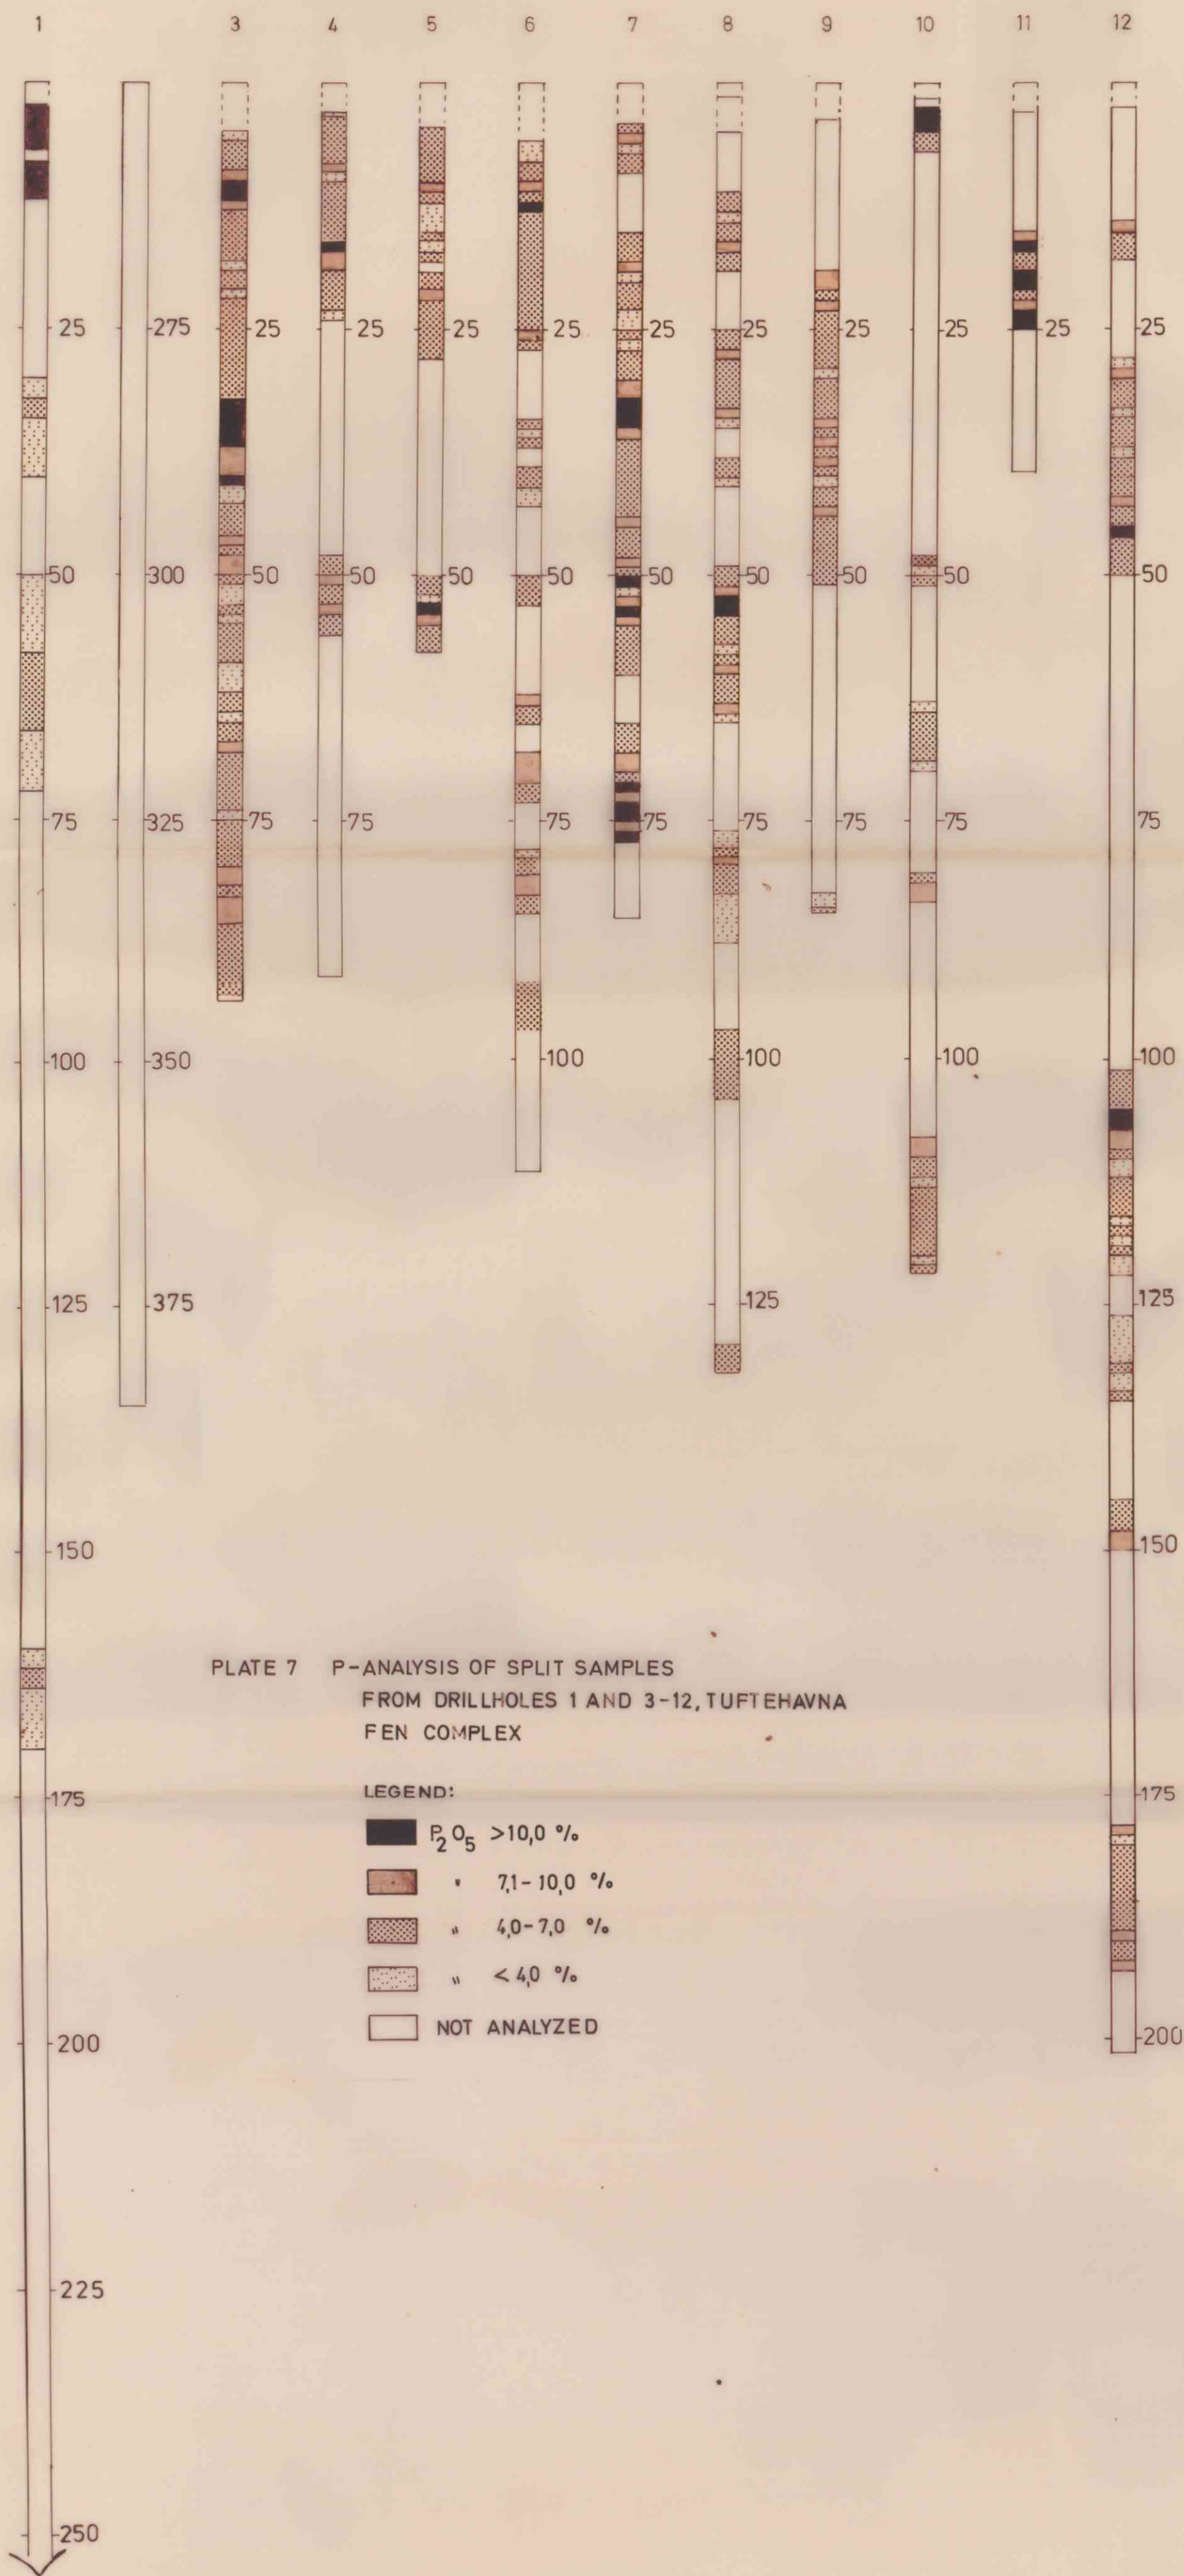 1 3 4 5 6 7 8 9 10 11 12
25 275 25 25 25 25 25 25 25 25 25 25
50 300 50 50 50 50 50 50 50 50 50
75 325 75 75 75 75 75 75 75 75
100 350 100 100 100 100
125 375 125 125
150 150
PLATE 7 P-ANALYSIS OF SPLIT SAMPLES
FROM DRILLHOLES 1 AND 3-12, TUFTEHAVNA
FEN COMPLEX
175 175
LEGEND:
P2O5 >10,0 %
" 7,1-10,0 %
" 4,0-7,0 %
" < 4,0 %
NOT ANALYZED
200 200
225
250